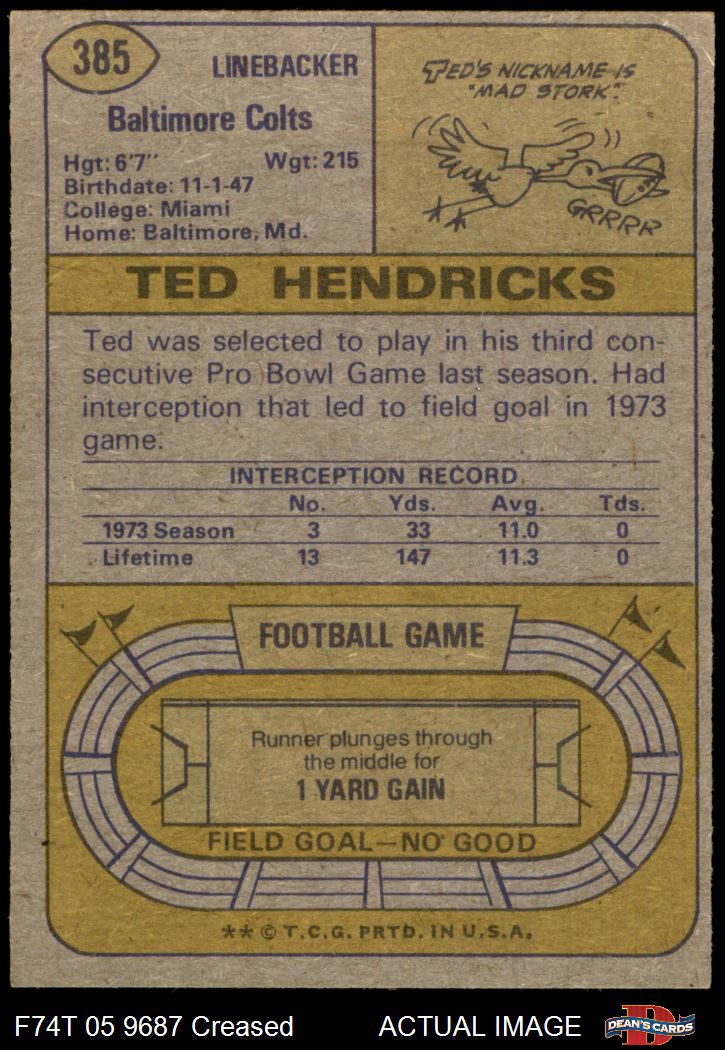 385
LINEBACKER
Baltimore Colts
Hgt: 6'7" Wgt: 215
Birthdate: 11-1-47
College: Miami
Home: Baltimore, Md.
TED'S NICKNAME IS
"MAD STORK".
GRRRR
TED HENDRICKS
Ted was selected to play in his third con-
secutive Pro Bowl Game last season. Had
interception that led to field goal in 1973
game.
INTERCEPTION RECORD
No. Yds. Avg. Tds.
1973 Season 3 33 11.0 0
Lifetime 13 147 11.3 0
FOOTBALL GAME
Runner plunges through
the middle for
1 YARD GAIN
FIELD GOAL—NO GOOD
** © T.C.G. PRTD. IN U.S.A.
F74T 05 9687 Creased ACTUAL IMAGE
D
DEAN'S CARDS